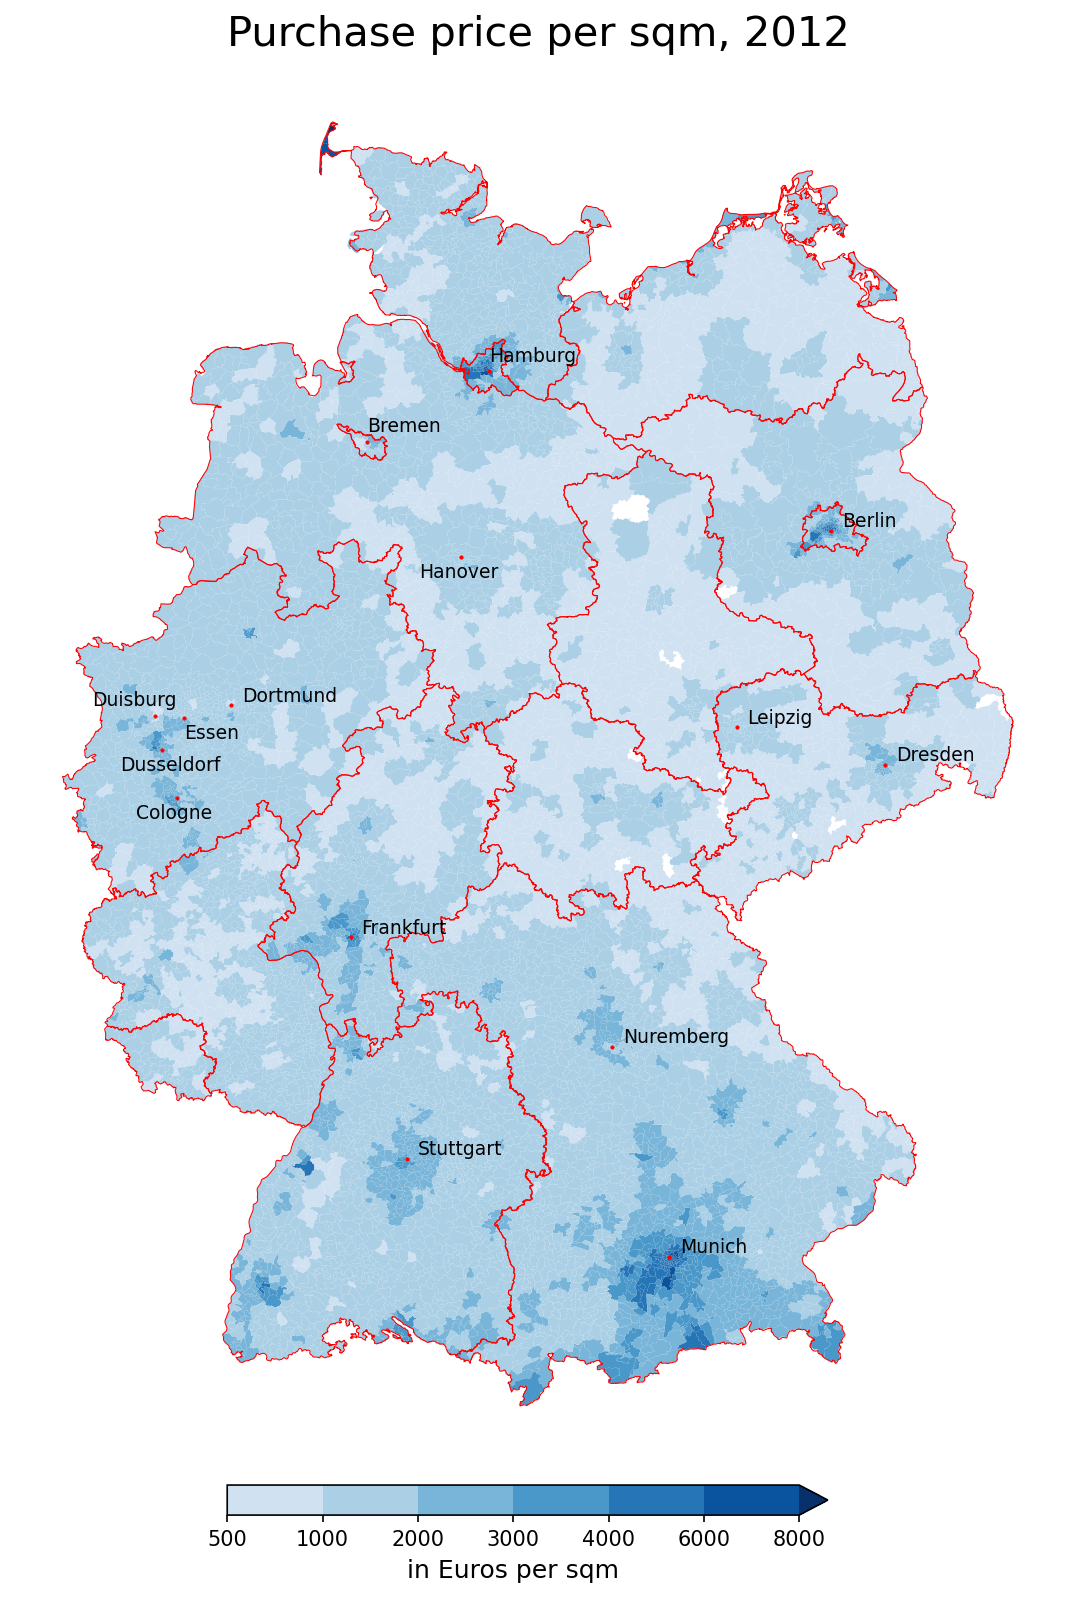 Purchase price per sqm, 2012
Hamburg
Bremen
Berlin
Hanover
Duisburg
Dortmund
Essen
Leipzig
Dusseldorf
Dresden
Cologne
Frankfurt
Nuremberg
Stuttgart
Munich
500 1000 2000 3000 4000 6000 8000
in Euros per sqm